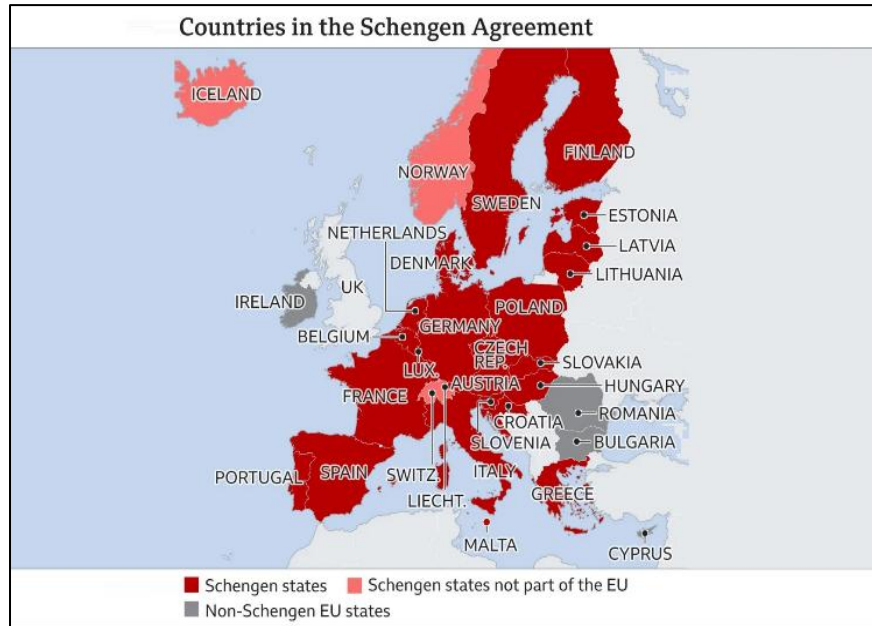 Countries in the Schengen Agreement
ICELAND
FINLAND
NORWAY
SWEDEN
ESTONIA
NETHERLANDS
LATVIA
DENMARK
LITHUANIA
UK
IRELAND
POLAND
GERMANY
BELGIUM
CZECH
REP.
SLOVAKIA
LUX.
AUSTRIA
HUNGARY
FRANCE
ROMANIA
CROATIA
SLOVENIA
BULGARIA
PORTUGAL
SPAIN
SWITZ.
ITALY
LIECHT.
GREECE
MALTA
CYPRUS
Schengen states
Schengen states not part of the EU
Non-Schengen EU states